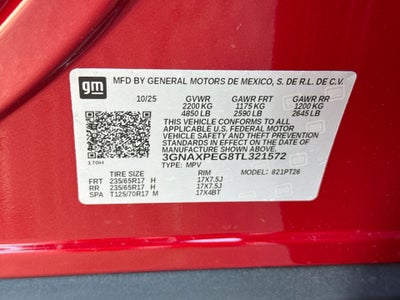 gm
MFD BY GENERAL MOTORS DE MEXICO, S. DE R.L. DE C.V.
10/25 GVWR GAWR FRT GAWR RR
2200 KG 1175 KG 1200 KG
4850 LB 2590 LB 2645 LB
THIS VEHICLE CONFORMS TO ALL APPLICABLE U.S. FEDERAL
MOTOR VEHICLE SAFETY AND THEFT PREVENTION
STANDARDS IN EFFECT ON THE DATE OF MANUFACTURE
SHOWN ABOVE.
3GNAXPEG8TL321572
170H TYPE: MPV MODEL: 821PT26
TIRE SIZE RIM
FRT 235/65R17 H 17X7.5J
RR 235/65R17 H 17X7.5J
SPA T125/70R17 M 17X4BT